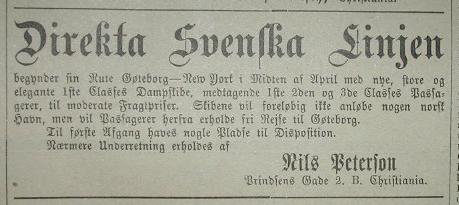 Direkta Svenska Linjen
begynder sin Rute Gøteborg—New York i Midten af April med nye, store og
elegante 1ste Classes Dampskibe, medtagende 1ste 2den og 3de Classes Passa-
gerer, til moderate Fragtpriser. Skibene vil foreløbig ikke anløbe nogen norsk
Havn, men vil Passagerer herfra erholde fri Rejse til Gøteborg.
Til første Afgang haves nogle Pladse til Disposition.
Nærmere Underretning erholdes af
Nils Peterson
Prindsens Gade 2. B. Christiania.